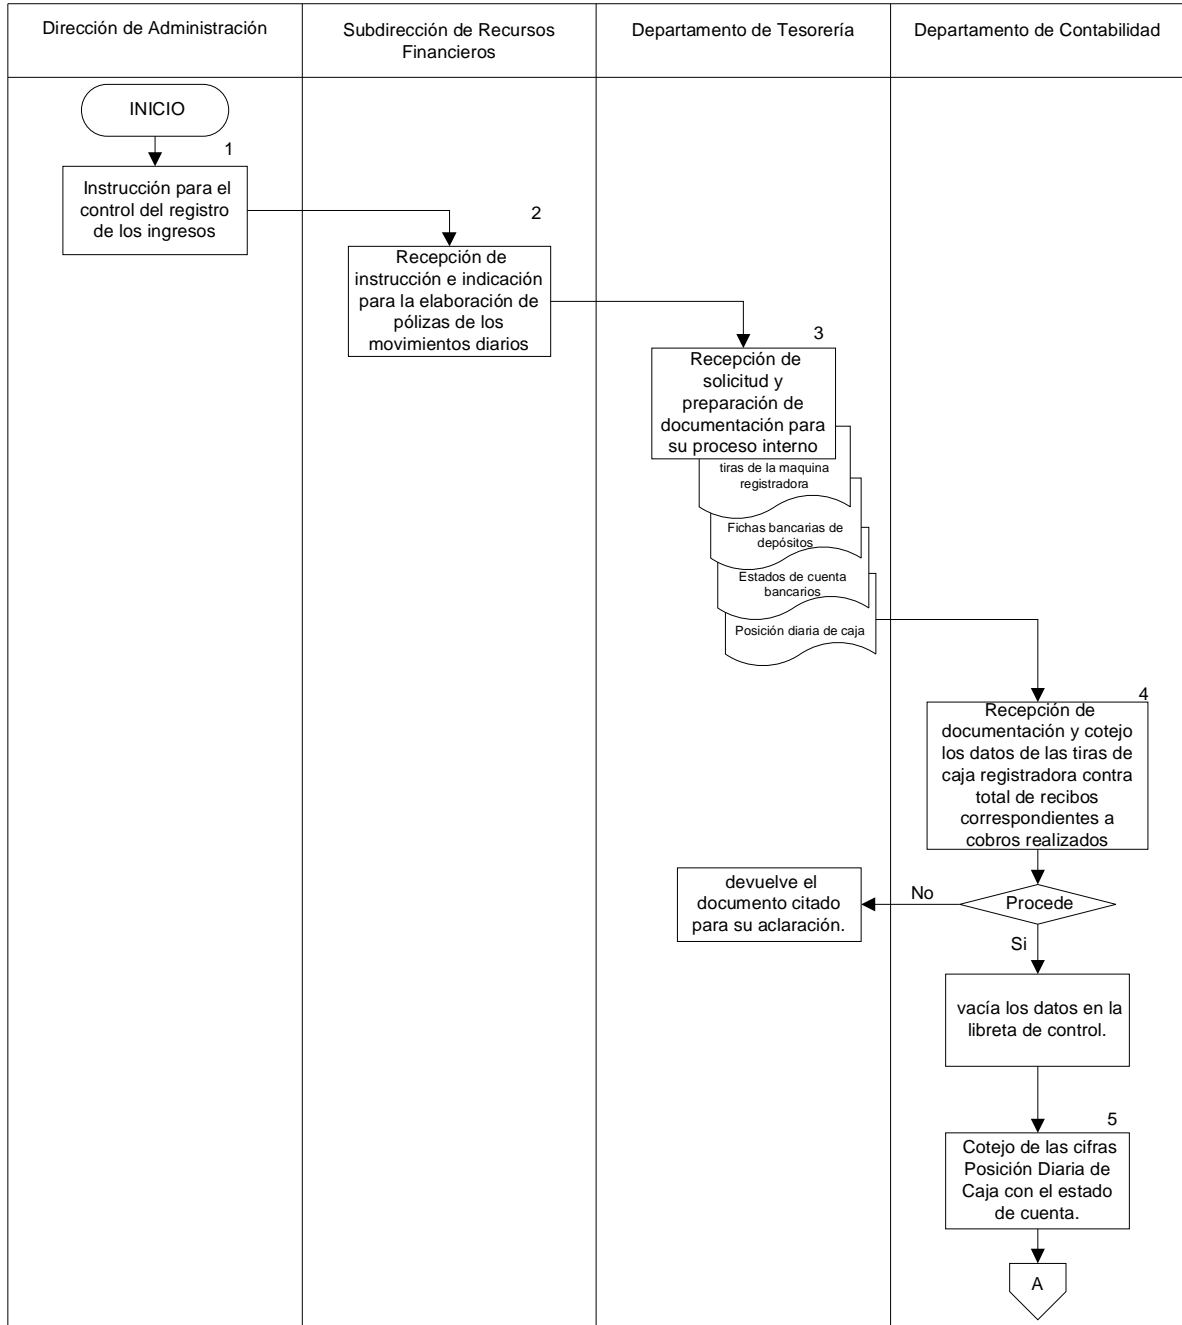 Dirección de Administración
Subdirección de Recursos
Financieros
Departamento de Tesorería
Departamento de Contabilidad
INICIO
1
Instrucción para el
control del registro
de los ingresos
2
Recepción de
instrucción e indicación
para la elaboración de
pólizas de los
movimientos diarios
3
Recepción de
solicitud y
preparación de
documentación para
su proceso interno
tiras de la maquina
registradora
Fichas bancarias de
depósitos
Estados de cuenta
bancarios
Posición diaria de caja
4
Recepción de
documentación y cotejo
los datos de las tiras de
caja registradora contra
total de recibos
correspondientes a
cobros realizados
Procede
No
devuelve el
documento citado
para su aclaración.
Si
vacía los datos en la
libreta de control.
5
Cotejo de las cifras
Posición Diaria de
Caja con el estado
de cuenta.
A